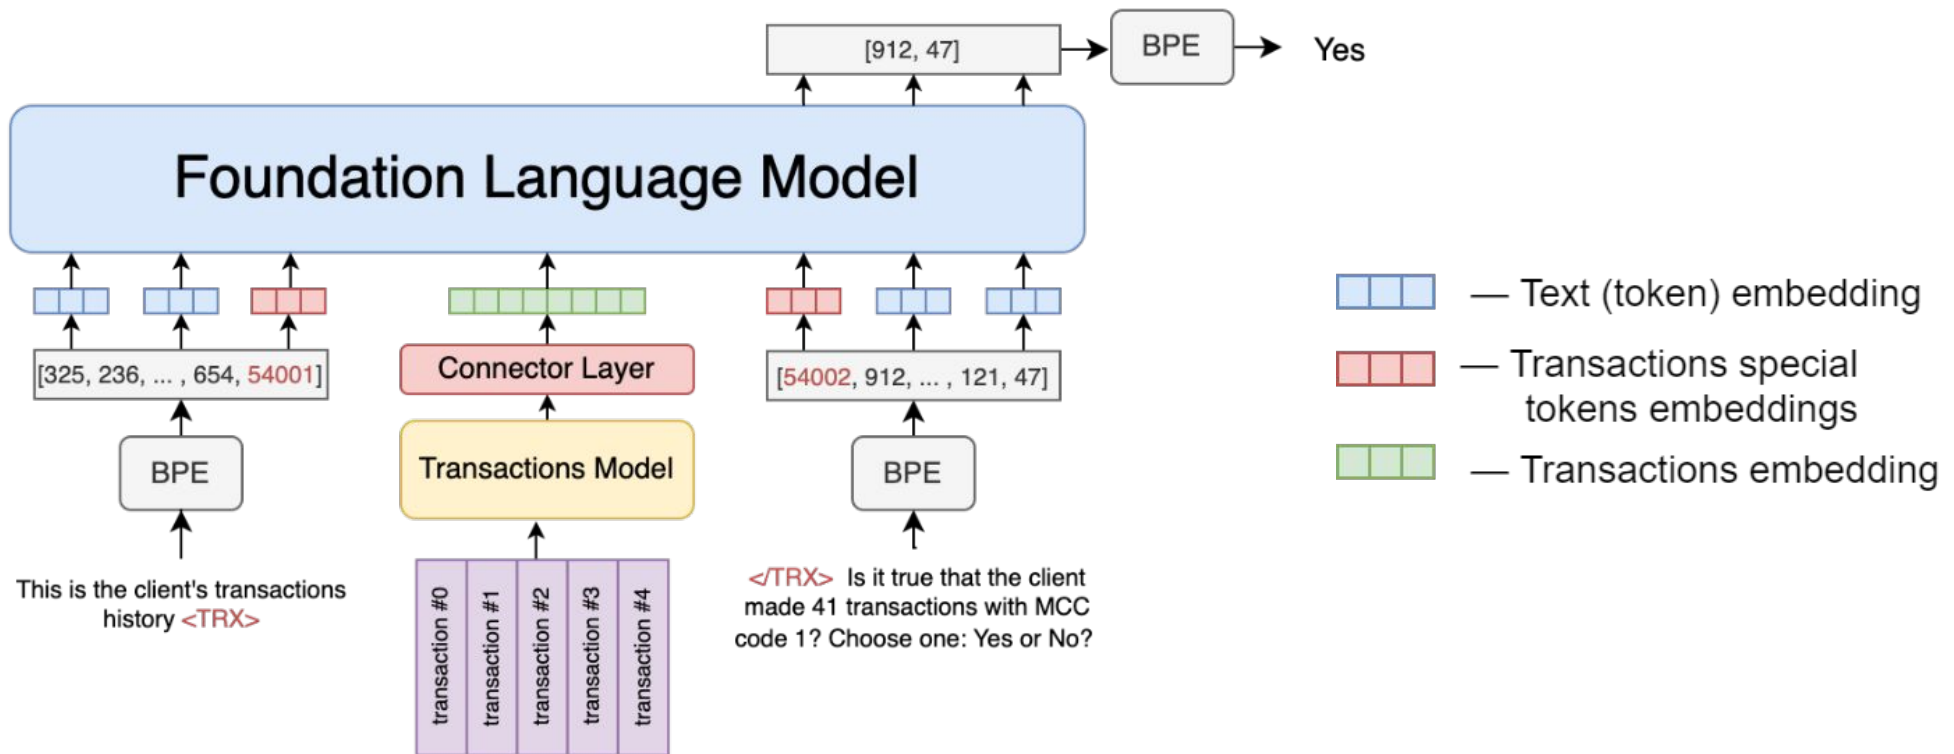 [912, 47]
BPE
Yes
Foundation Language Model
[325, 236, ... , 654, 54001]
Connector Layer
[54002, 912, ... , 121, 47]
BPE
Transactions Model
BPE
This is the client's transactions
history <TRX>
transaction #0
transaction #1
transaction #2
transaction #3
transaction #4
</TRX> Is it true that the client
made 41 transactions with MCC
code 1? Choose one: Yes or No?
— Text (token) embedding
— Transactions special
tokens embeddings
— Transactions embedding